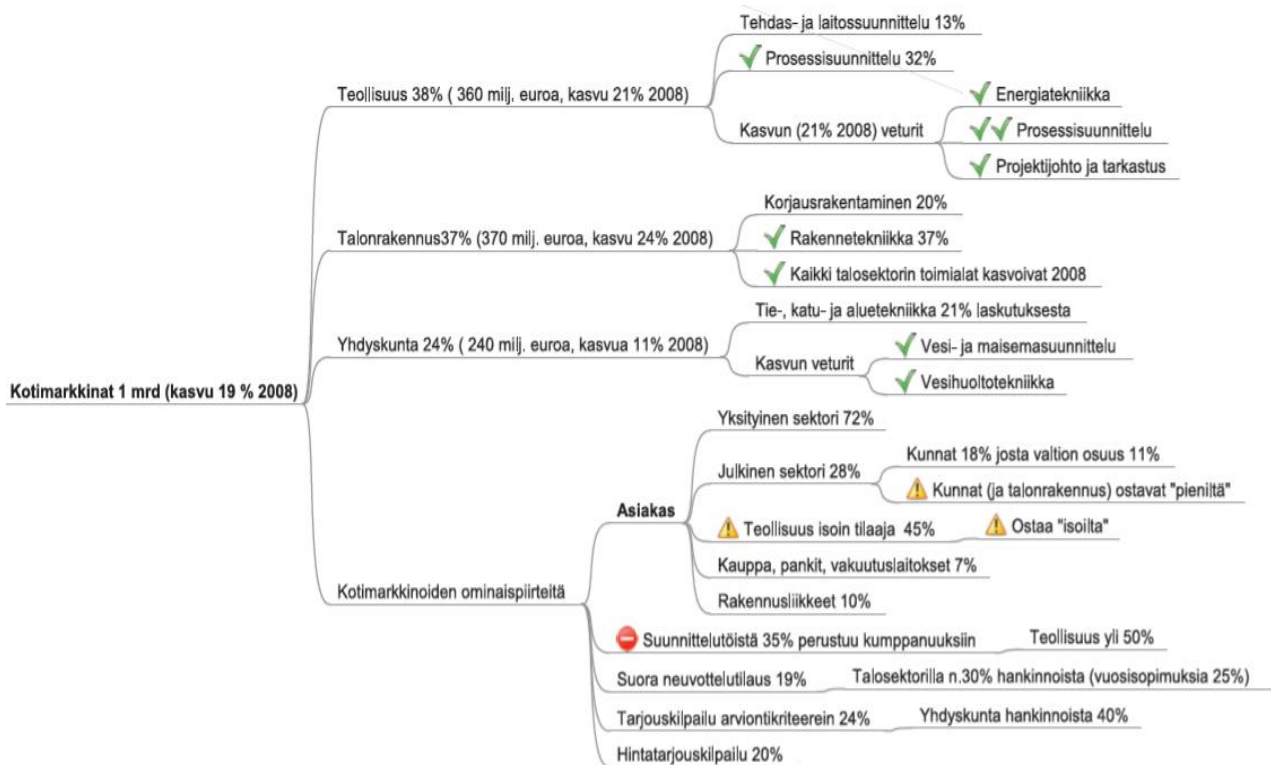 Kotimarkkinat 1 mrd (kasvu 19 % 2008)
Teollisuus 38% ( 360 milj. euroa, kasvu 21% 2008)
Tehdas- ja laitossuunnittelu 13%
Prosessisuunnittelu 32%
Kasvun (21% 2008) veturit
Energiatekniikka
Prosessisuunnittelu
Projektijohto ja tarkastus
Talonrakennus37% (370 milj. euroa, kasvu 24% 2008)
Korjausrakentaminen 20%
Rakennetekniikka 37%
Kaikki talosektorin toimialat kasvoivat 2008
Yhdyskunta 24% ( 240 milj. euroa, kasvua 11% 2008)
Tie-, katu- ja aluetekniikka 21% laskutuksesta
Kasvun veturit
Vesi- ja maisemasuunnittelu
Vesihuoltotekniikka
Kotimarkkinoiden ominaispiirteitä
Asiakas
Yksityinen sektori 72%
Julkinen sektori 28%
Kunnat 18% josta valtion osuus 11%
Kunnat (ja talonrakennus) ostavat "pieniltä"
Teollisuus isoin tilaaja 45%
Ostaa "isoilta"
Kauppa, pankit, vakuutuslaitokset 7%
Rakennusliikkeet 10%
Suunnittelutöistä 35% perustuu kumppanuuksiin
Teollisuus yli 50%
Suora neuvottelutilaus 19%
Talosektorilla n.30% hankinnoista (vuosisopimuksia 25%)
Tarjouskilpailu arviontikriteerein 24%
Yhdyskunta hankinnoista 40%
Hintatarjouskilpailu 20%